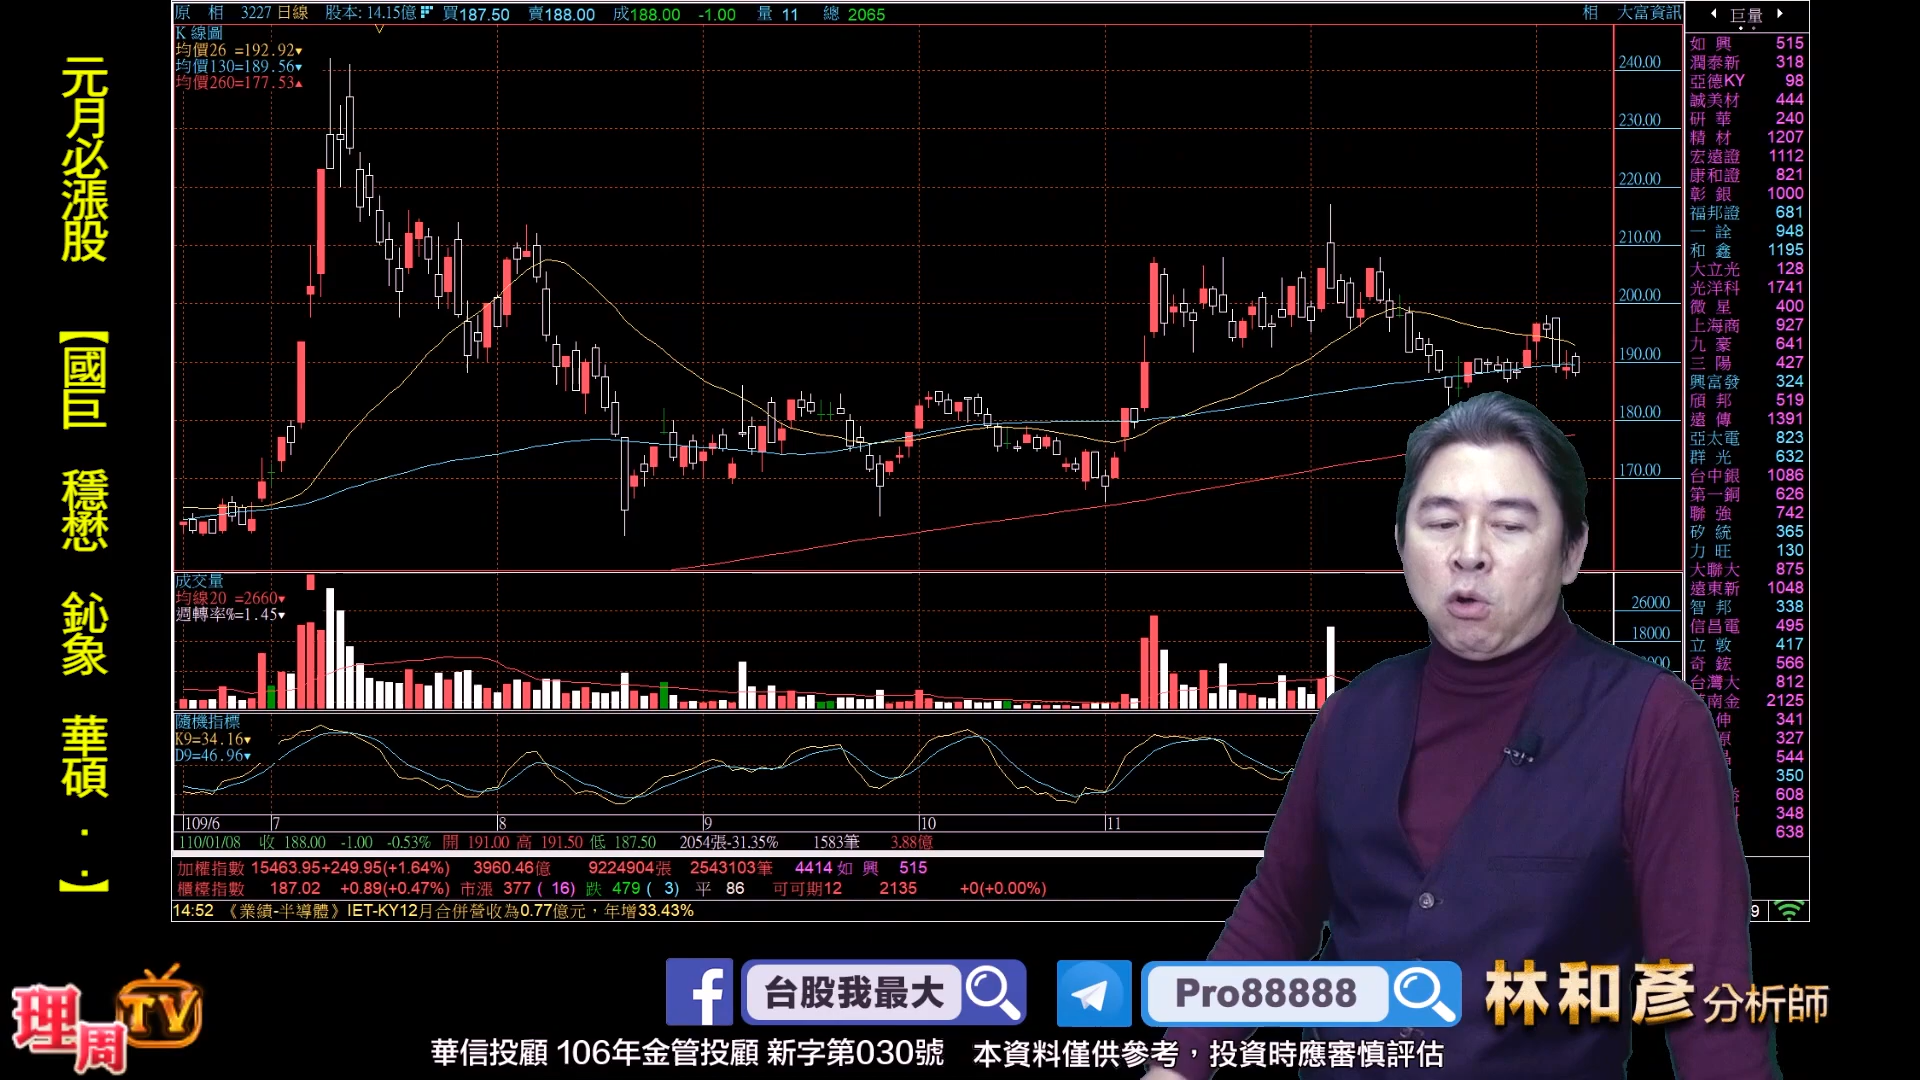 原 相 3227 日線 股本: 14.15億 買187.50 賣188.00 成188.00 -1.00 量 11 總 2065 相 大富資訊
K 線圖
均價26 =192.92▾
均價130=189.56▾
均價260=177.53▴
240.00
230.00
220.00
210.00
200.00
190.00
180.00
170.00
成交量
均線20 =2660▾
週轉率%=1.45▾
26000
18000
隨機指標
K9=34.16▾
D9=46.96▾
109/6 7 8 9 10 11
110/01/08 收 188.00 -1.00 -0.53% 開 191.00 高 191.50 低 187.50 2054張-31.35% 1583筆 3.88億
加權指數 15463.95+249.95(+1.64%) 3960.46億 9224904張 2543103筆 4414 如 興 515
櫃檯指數 187.02 +0.89(+0.47%) 市漲 377 ( 16) 跌 479 ( 3) 平 86 可可期12 2135 +0(+0.00%)
14:52 《業績-半導體》IET-KY12月合併營收為0.77億元，年增33.43%
巨量
如 興 515
潤泰新 318
亞德KY 98
誠美材 444
研 華 240
精 材 1207
宏遠證 1112
康和證 821
彰 銀 1000
福邦證 681
一 詮 948
和 鑫 1195
大立光 128
光洋科 1741
微 星 400
上海商 927
九 豪 641
三 陽 427
興富發 324
頎 邦 519
遠 傳 1391
亞太電 823
群 光 632
台中銀 1086
第一銅 626
聯 強 742
矽 統 365
力 旺 130
大聯大 875
遠東新 1048
智 邦 338
信昌電 495
立 敦 417
奇 鋐 566
台灣大 812
南金 2125
伸 341
原 327
544
350
608
348
638
9
元月必漲股 【國巨 穩懋 鈊象 華碩...】
理周TV
f 台股我最大
Pro88888
林和彥分析師
華信投顧 106年金管投顧 新字第030號 本資料僅供參考，投資時應審慎評估